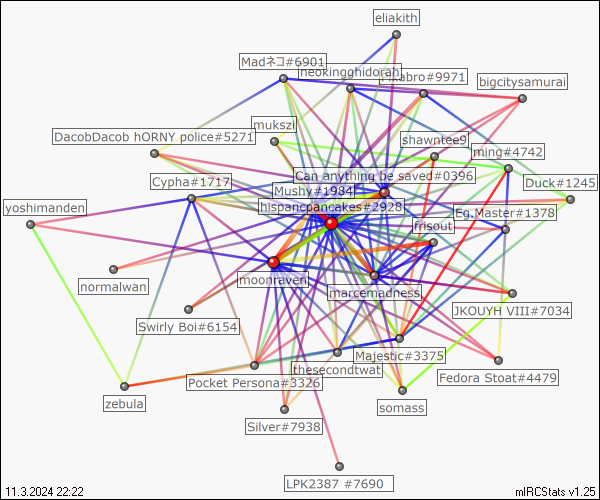 eliakith
Madネコ#6901
neokingghidorah
Pikabro#9971
bigcitysamurai
mukszi
DacobDacob hORNY police#5271
shawntee9
ming#4742
Cypha#1717
Can anything be saved#0396
Duck#1245
Mushy#1984
yoshimanden
hispancpancakes#2928
Eg.Master#1378
frisout
moonraven
normalwan
marcemadness
JKOUYH VIII#7034
Swirly Boi#6154
Majestic#3375
thesecondtwat
Pocket Persona#3326
Fedora Stoat#4479
zebula
somass
Silver#7938
LPK2387 #7690
11.3.2024 22:22
mIRCStats v1.25